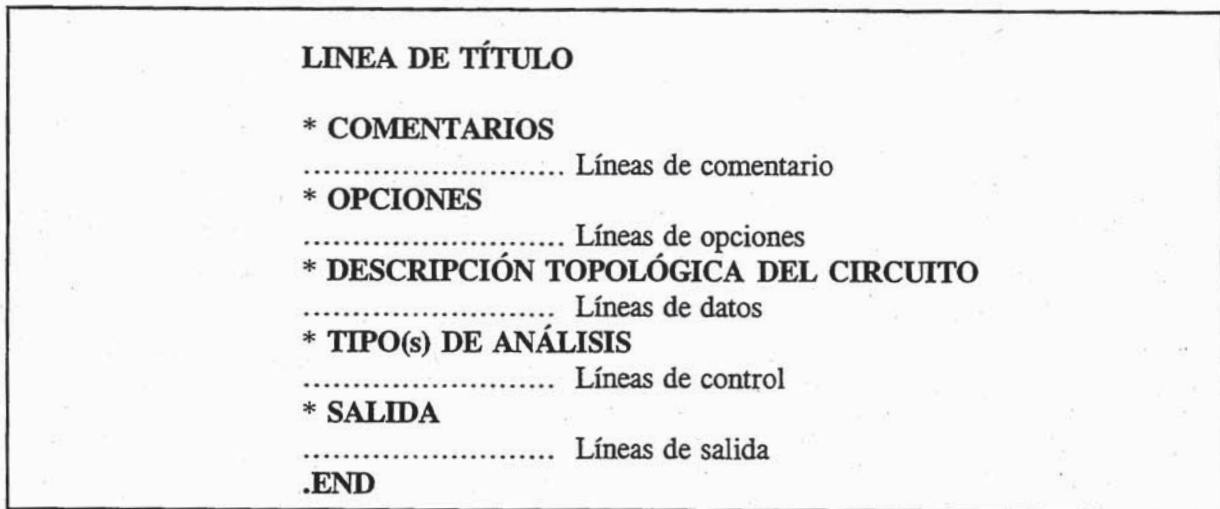 LINEA DE TÍTULO
* COMENTARIOS
........................... Líneas de comentario
* OPCIONES
........................... Líneas de opciones
* DESCRIPCIÓN TOPOLÓGICA DEL CIRCUITO
.......................... Líneas de datos
* TIPO(s) DE ANÁLISIS
.......................... Líneas de control
* SALIDA
.......................... Líneas de salida
.END